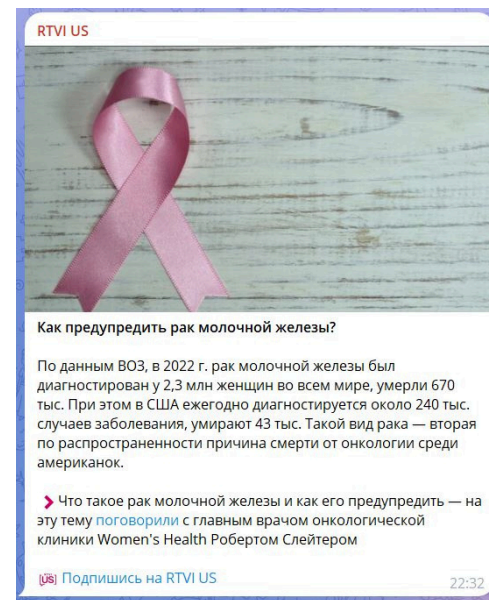 RTVI US
Как предупредить рак молочной железы?
По данным ВОЗ, в 2022 г. рак молочной железы был
диагностирован у 2,3 млн женщин во всем мире, умерли 670
тыс. При этом в США ежегодно диагностируется около 240 тыс.
случаев заболевания, умирают 43 тыс. Такой вид рака — вторая
по распространенности причина смерти от онкологии среди
американок.
Что такое рак молочной железы и как его предупредить — на
эту тему поговорили с главным врачом онкологической
клиники Women's Health Робертом Слейтером
US Подпишись на RTVI US
22:32